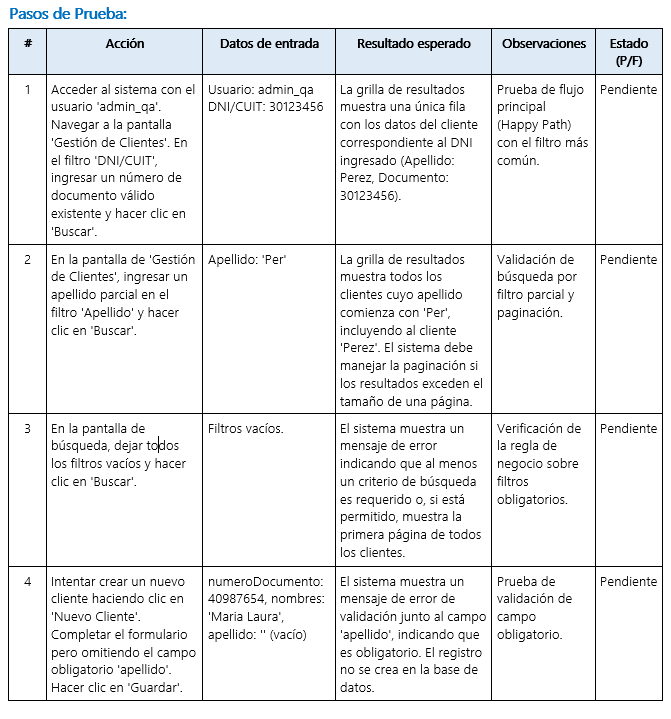 Pasos de Prueba:
#
Acción
Datos de entrada
Resultado esperado
Observaciones
Estado
(P/F)
1
Acceder al sistema con el
usuario 'admin_qa'.
Navegar a la pantalla
'Gestión de Clientes'. En
el filtro 'DNI/CUIT',
ingresar un número de
documento válido
existente y hacer clic en
'Buscar'.
Usuario: admin_qa
DNI/CUIT: 30123456
La grilla de resultados
muestra una única fila
con los datos del cliente
correspondiente al DNI
ingresado (Apellido:
Perez, Documento:
30123456).
Prueba de flujo
principal
(Happy Path)
con el filtro más
común.
Pendiente
2
En la pantalla de 'Gestión
de Clientes', ingresar un
apellido parcial en el
filtro 'Apellido' y hacer
clic en 'Buscar'.
Apellido: 'Per'
La grilla de resultados
muestra todos los
clientes cuyo apellido
comienza con 'Per',
incluyendo al cliente
'Perez'. El sistema debe
manejar la paginación si
los resultados exceden el
tamaño de una página.
Validación de
búsqueda por
filtro parcial y
paginación.
Pendiente
3
En la pantalla de
búsqueda, dejar todos
los filtros vacíos y hacer
clic en 'Buscar'.
Filtros vacíos.
El sistema muestra un
mensaje de error
indicando que al menos
un criterio de búsqueda
es requerido o, si está
permitido, muestra la
primera página de todos
los clientes.
Verificación de
la regla de
negocio sobre
filtros
obligatorios.
Pendiente
4
Intentar crear un nuevo
cliente haciendo clic en
'Nuevo Cliente'.
Completar el formulario
pero omitiendo el campo
obligatorio 'apellido'.
Hacer clic en 'Guardar'.
numeroDocumento:
40987654, nombres:
'Maria Laura',
apellido: '' (vacío)
El sistema muestra un
mensaje de error de
validación junto al campo
'apellido', indicando que
es obligatorio. El registro
no se crea en la base de
datos.
Prueba de
validación de
campo
obligatorio.
Pendiente